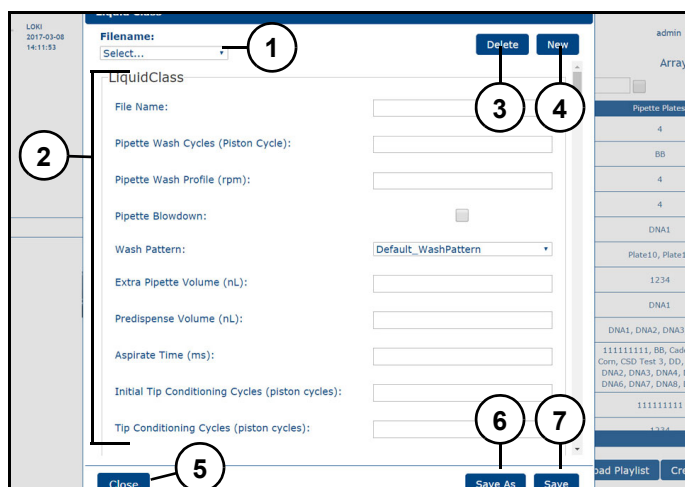 LOKI
2017-03-08
14:11:53
Liquid Class
Filename:
Select...
1
Delete
New
admin
Array
LiquidClass
3
4
File Name:
Pipette Plates
2
Pipette Wash Cycles (Piston Cycle):
4
BB
Pipette Wash Profile (rpm):
4
Pipette Blowdown:
4
DNA1
Wash Pattern:
Default_WashPattern
Plate10, Plate1
Extra Pipette Volume (nL):
1234
Predispense Volume (nL):
DNA1
DNA1, DNA2, DNA3
Aspirate Time (ms):
111111111, BB, Cad
Corn, CSD Test 3, DD,
DNA2, DNA3, DNA4,
DNA6, DNA7, DNA8,
Initial Tip Conditioning Cycles (piston cycles):
111111111
Tip Conditioning Cycles (piston cycles):
6
7
1234
5
Close
Save As
Save
oad Playlist
Cre